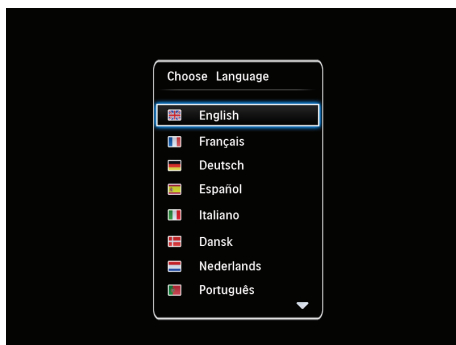 Choose Language
English
Français
Deutsch
Español
Italiano
Dansk
Nederlands
Português